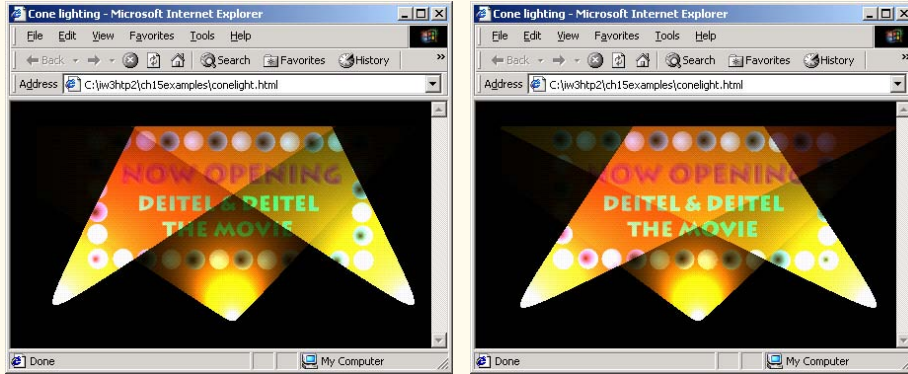 Cone lighting - Microsoft Internet Explorer
File Edit View Favorites Tools Help
Back Search Favorites History »
Address C:\iw3htp2\ch15examples\conelight.html
NOW OPENING
DEITEL & DEITEL
THE MOVIE
Done My Computer
Cone lighting - Microsoft Internet Explorer
File Edit View Favorites Tools Help
Back Search Favorites History »
Address C:\iw3htp2\ch15examples\conelight.html
NOW OPENING
DEITEL & DEITEL
THE MOVIE
Done My Computer